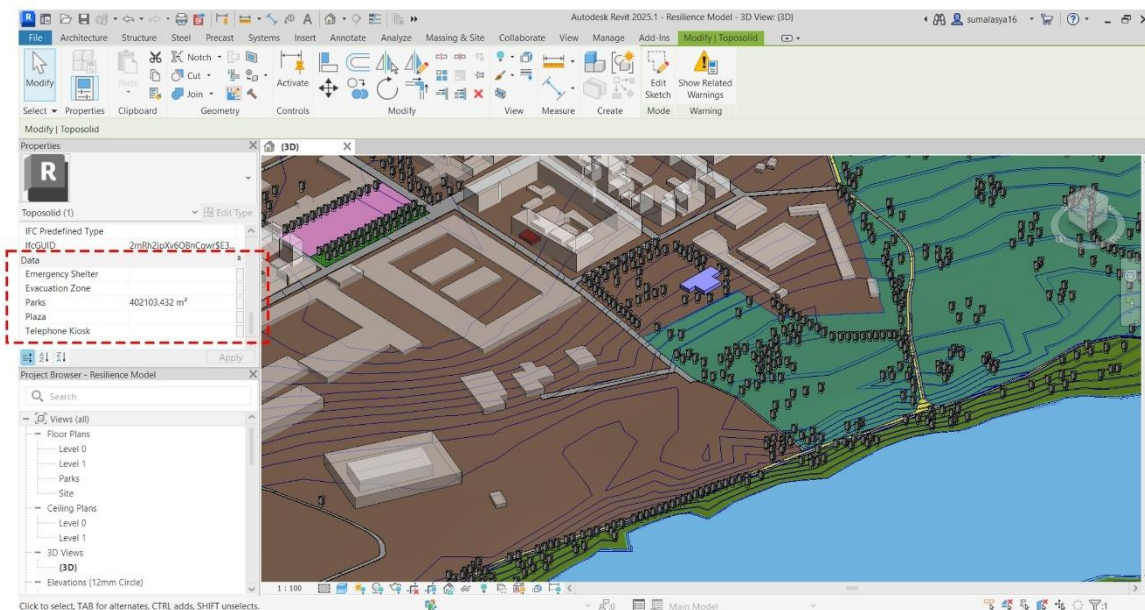 Autodesk Revit 2025.1 - Resilience Model - 3D View: {3D}
sumalasya16
File Architecture Structure Steel Precast Systems Insert Annotate Analyze Massing & Site Collaborate View Manage Add-Ins Modify | Toposolid
Modify
Paste
Notch
Cut
Join
Activate
Edit Sketch
Show Related Warnings
Select Properties Clipboard Geometry Controls Modify View Measure Create Mode Warning
Modify | Toposolid
Properties
{3D}
R
Toposolid (1) Edit Type
IFC Predefined Type
IfcGUID
Data
Emergency Shelter
Evacuation Zone
Parks 402103.432 m²
Plaza
Telephone Kiosk
Apply
Project Browser - Resilience Model
Search
Views (all)
Floor Plans
Level 0
Level 1
Parks
Site
Ceiling Plans
Level 0
Level 1
3D Views
{3D}
Elevations (12mm Circle)
1 : 100
Click to select, TAB for alternates, CTRL adds, SHIFT unselects.
:0
Main Model
:1